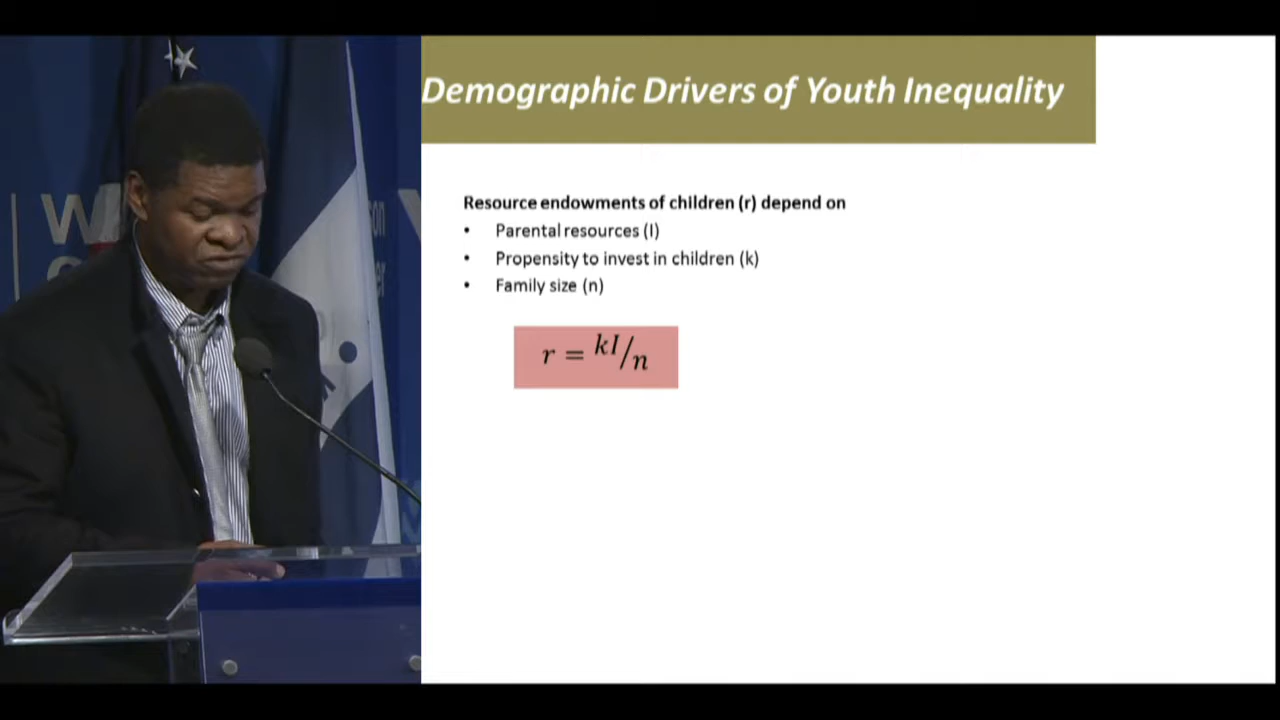 Demographic Drivers of Youth Inequality
Resource endowments of children (r) depend on
• Parental resources (I)
• Propensity to invest in children (k)
• Family size (n)
r = kI/n